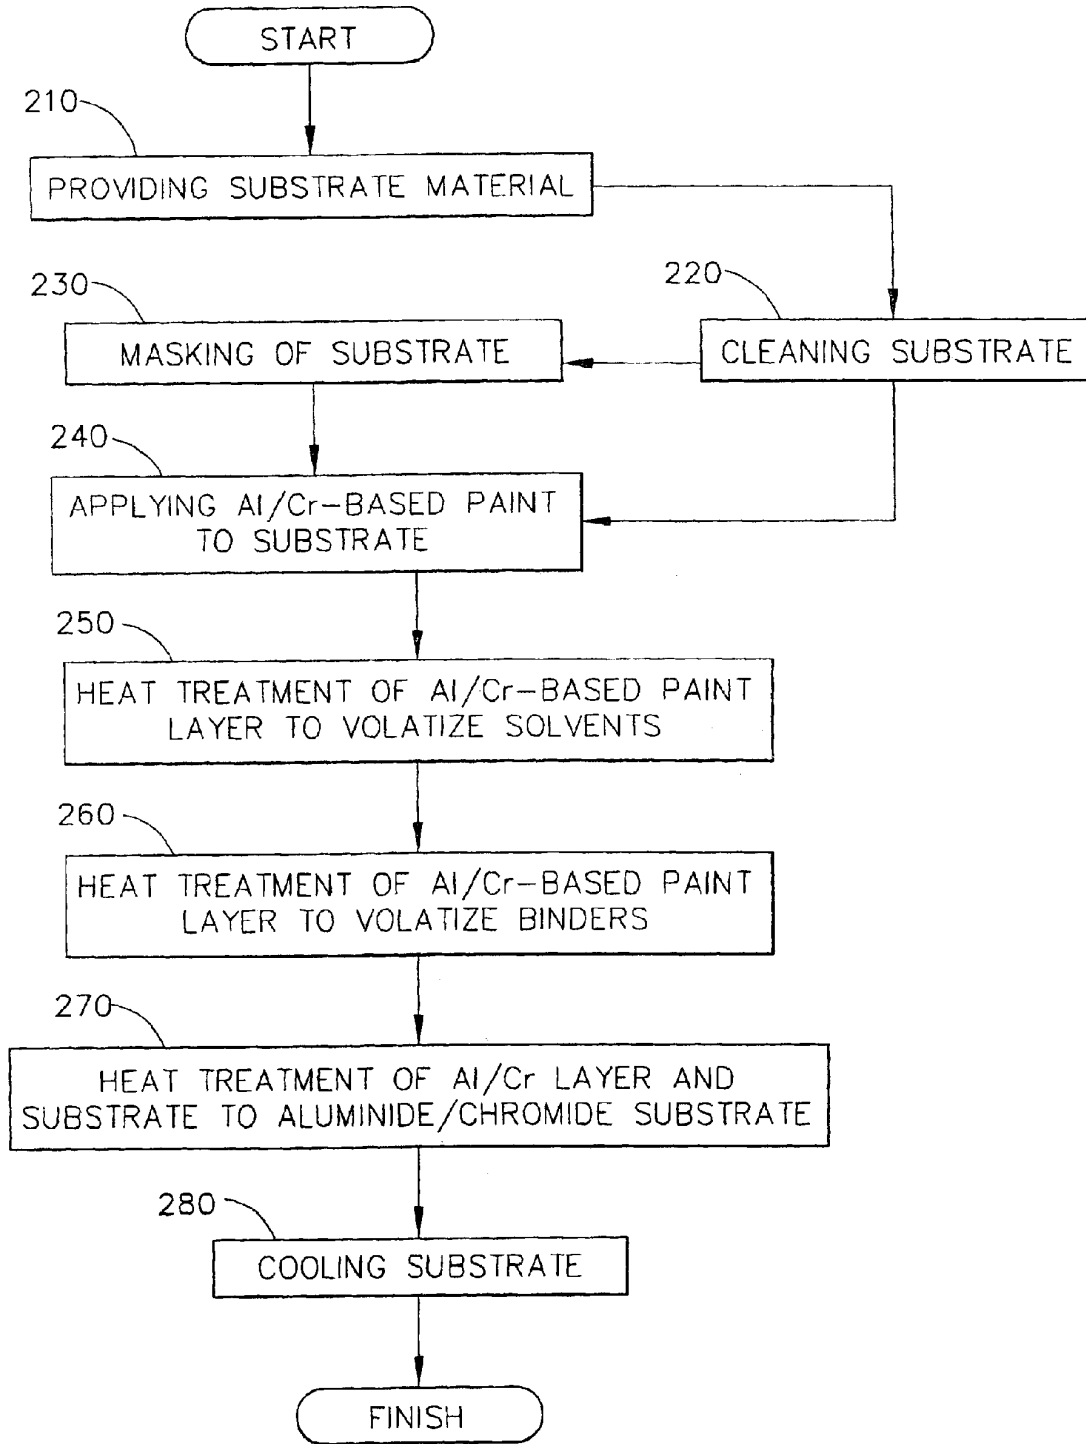 START
210
PROVIDING SUBSTRATE MATERIAL
230
MASKING OF SUBSTRATE
220
CLEANING SUBSTRATE
240
APPLYING Al/Cr-BASED PAINT
TO SUBSTRATE
250
HEAT TREATMENT OF Al/Cr-BASED PAINT
LAYER TO VOLATIZE SOLVENTS
260
HEAT TREATMENT OF Al/Cr-BASED PAINT
LAYER TO VOLATIZE BINDERS
270
HEAT TREATMENT OF Al/Cr LAYER AND
SUBSTRATE TO ALUMINIDE/CHROMIDE SUBSTRATE
280
COOLING SUBSTRATE
FINISH